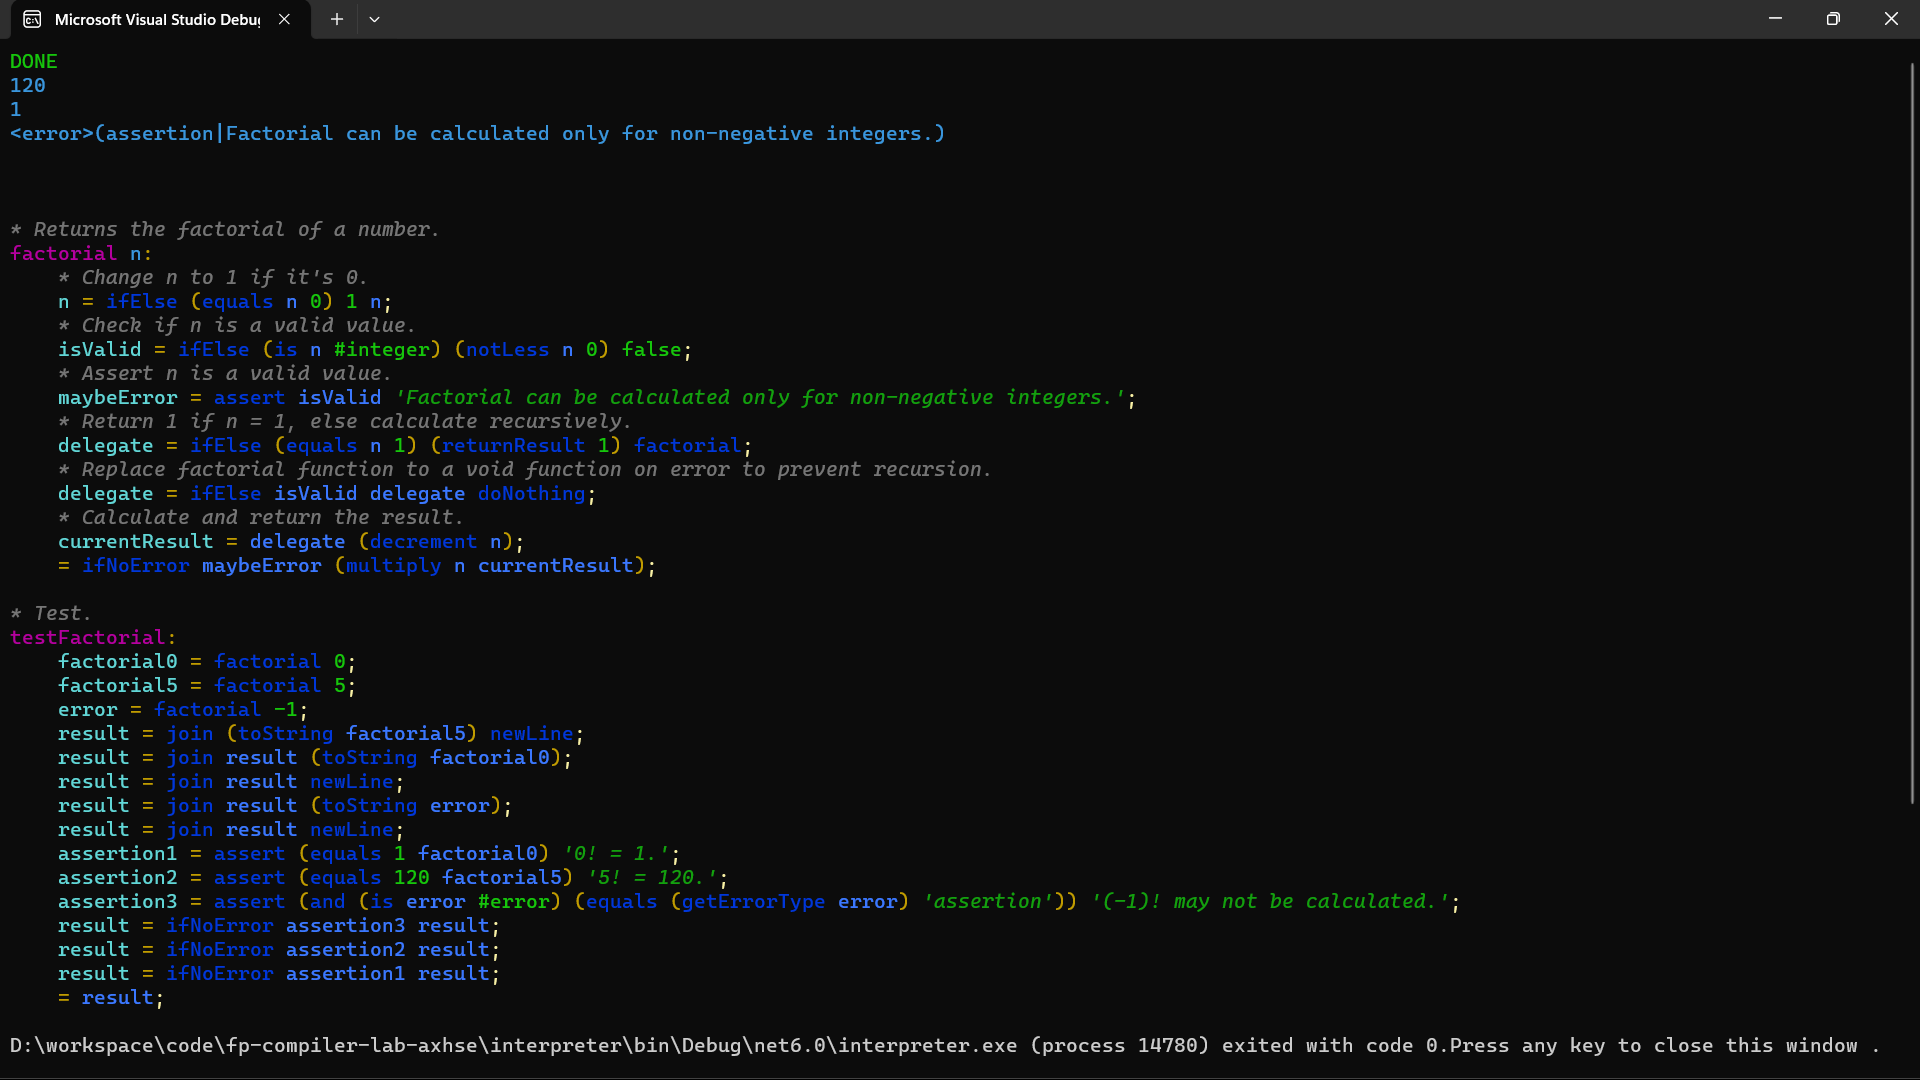 Microsoft Visual Studio Debu
DONE
120
1
<error>(assertion|Factorial can be calculated only for non-negative integers.)
* Returns the factorial of a number.
factorial n:
    * Change n to 1 if it's 0.
    n = ifElse (equals n 0) 1 n;
    * Check if n is a valid value.
    isValid = ifElse (is n #integer) (notLess n 0) false;
    * Assert n is a valid value.
    maybeError = assert isValid 'Factorial can be calculated only for non-negative integers.';
    * Return 1 if n = 1, else calculate recursively.
    delegate = ifElse (equals n 1) (returnResult 1) factorial;
    * Replace factorial function to a void function on error to prevent recursion.
    delegate = ifElse isValid delegate doNothing;
    * Calculate and return the result.
    currentResult = delegate (decrement n);
    = ifNoError maybeError (multiply n currentResult);
* Test.
testFactorial:
    factorial0 = factorial 0;
    factorial5 = factorial 5;
    error = factorial -1;
    result = join (toString factorial5) newLine;
    result = join result (toString factorial0);
    result = join result newLine;
    result = join result (toString error);
    result = join result newLine;
    assertion1 = assert (equals 1 factorial0) '0! = 1.';
    assertion2 = assert (equals 120 factorial5) '5! = 120.';
    assertion3 = assert (and (is error #error) (equals (getErrorType error) 'assertion')) '(-1)! may not be calculated.';
    result = ifNoError assertion3 result;
    result = ifNoError assertion2 result;
    result = ifNoError assertion1 result;
    = result;
D:\workspace\code\fp-compiler-lab-axhse\interpreter\bin\Debug\net6.0\interpreter.exe (process 14780) exited with code 0.Press any key to close this window .